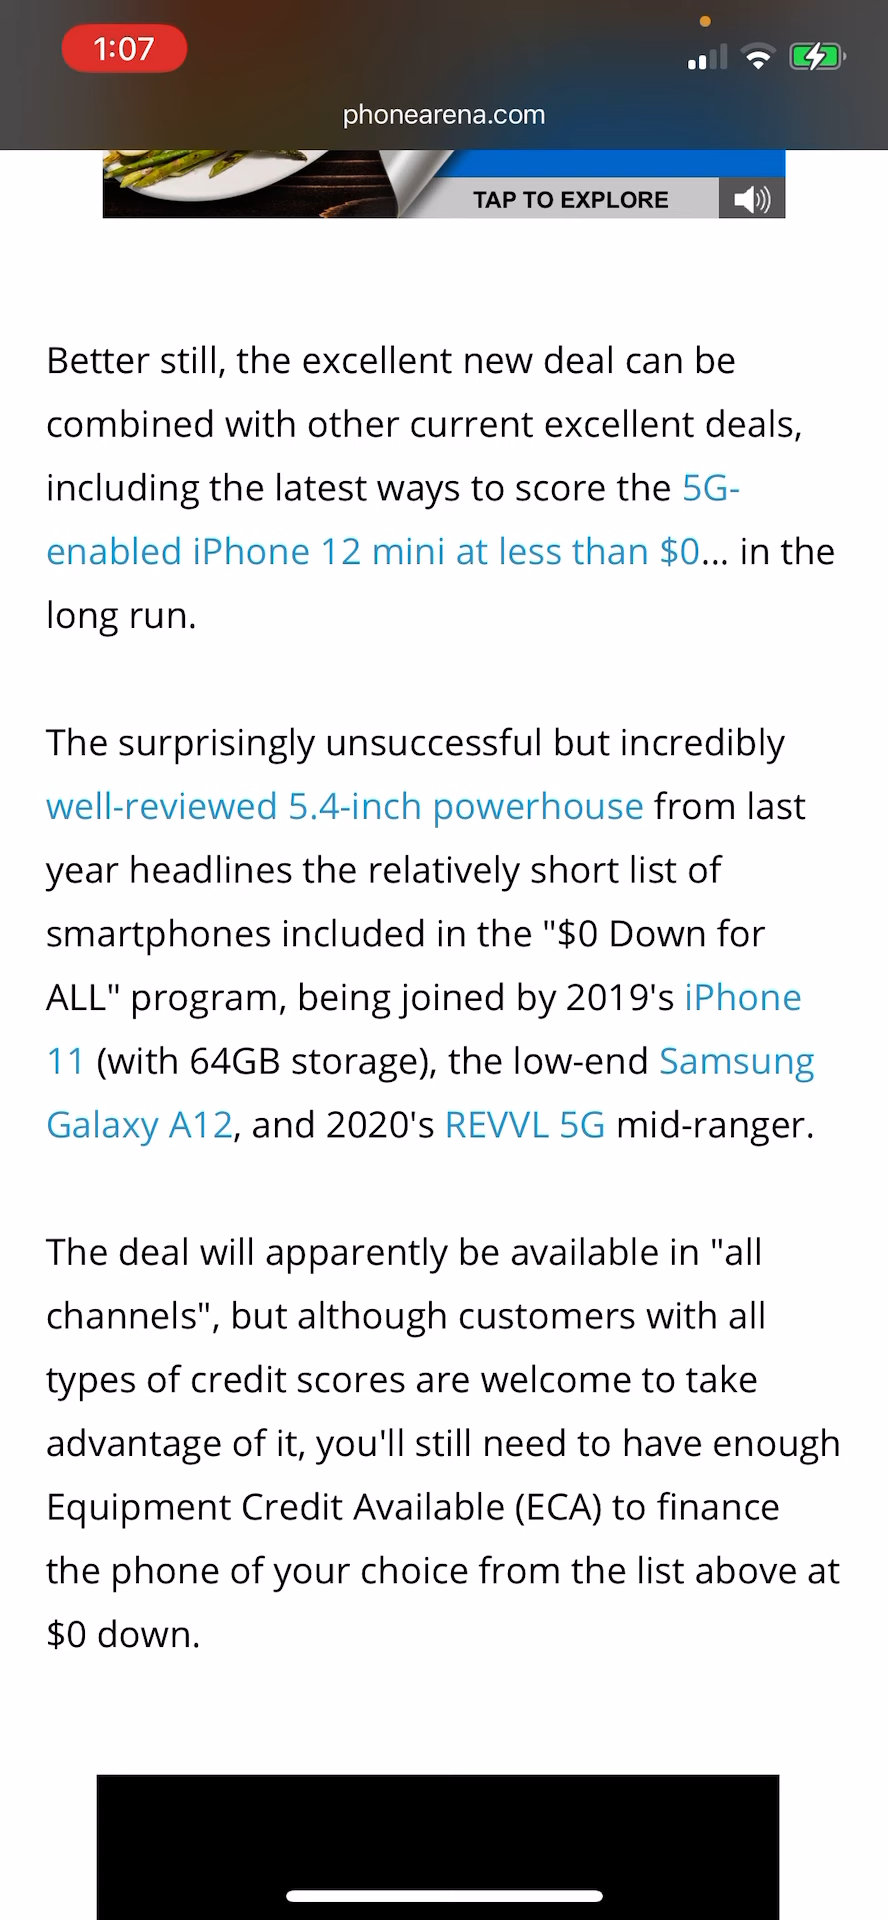 1:07
phonearena.com
TAP TO EXPLORE
Better still, the excellent new deal can be
combined with other current excellent deals,
including the latest ways to score the 5G-
enabled iPhone 12 mini at less than $0... in the
long run.
The surprisingly unsuccessful but incredibly
well-reviewed 5.4-inch powerhouse from last
year headlines the relatively short list of
smartphones included in the "$0 Down for
ALL" program, being joined by 2019's iPhone
11 (with 64GB storage), the low-end Samsung
Galaxy A12, and 2020's REVVL 5G mid-ranger.
The deal will apparently be available in "all
channels", but although customers with all
types of credit scores are welcome to take
advantage of it, you'll still need to have enough
Equipment Credit Available (ECA) to finance
the phone of your choice from the list above at
$0 down.